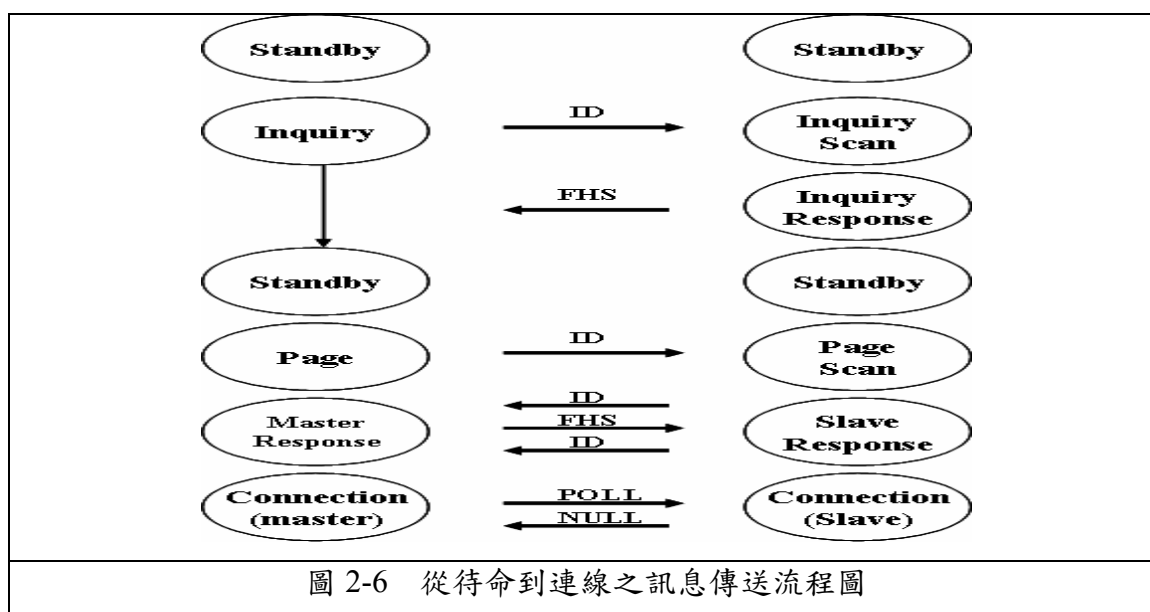 Standby Standby
Inquiry ID Inquiry
Scan
FHS Inquiry
Response
Standby Standby
Page ID Page
Scan
ID
Master FHS Slave
Response ID Response
Connection POLL Connection
(master) NULL (Slave)
圖 2-6 從待命到連線之訊息傳送流程圖